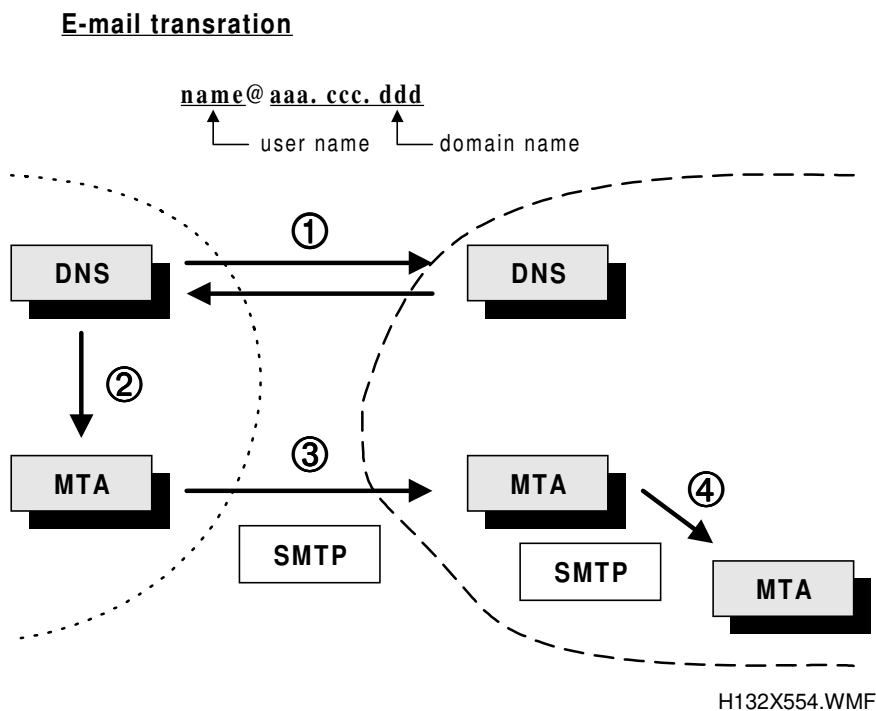 E-mail transration
name@ aaa. ccc. ddd
user name domain name
①
DNS DNS
②
③
MTA MTA ④
SMTP SMTP
MTA
H132X554.WMF